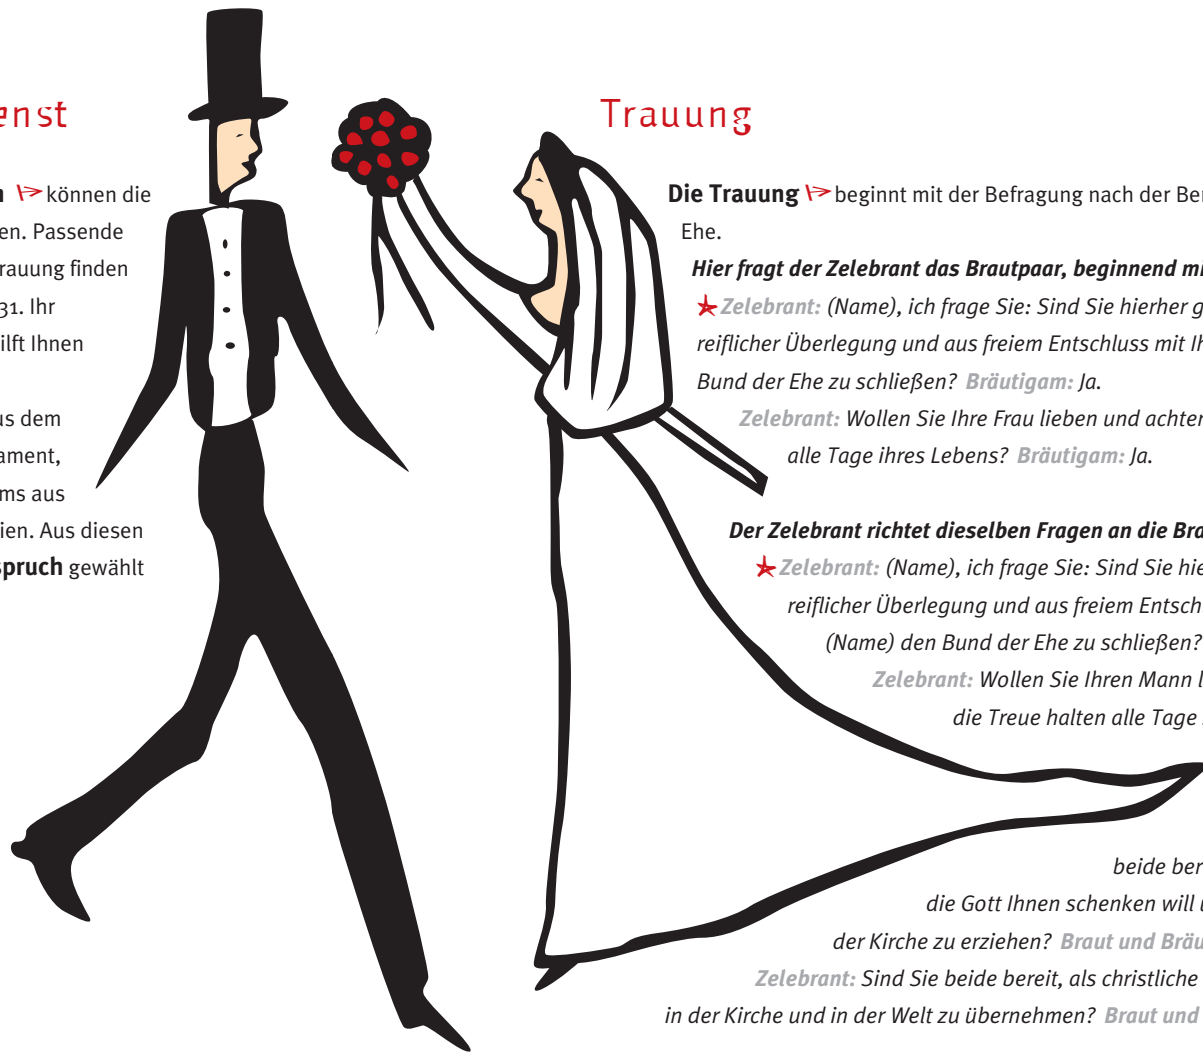 enst
können die
en. Passende
rauung finden
31. Ihr
ilft Ihnen
us dem
ament,
ms aus
ien. Aus diesen
spruch gewählt
Trauung
Die Trauung beginnt mit der Befragung nach der Ber
Ehe.
Hier fragt der Zelebrant das Brautpaar, beginnend mi
Zelebrant: (Name), ich frage Sie: Sind Sie hierher g
reiflicher Überlegung und aus freiem Entschluss mit Ih
Bund der Ehe zu schließen? Bräutigam: Ja.
Zelebrant: Wollen Sie Ihre Frau lieben und achten
alle Tage ihres Lebens? Bräutigam: Ja.
Der Zelebrant richtet dieselben Fragen an die Bra
Zelebrant: (Name), ich frage Sie: Sind Sie hie
reiflicher Überlegung und aus freiem Entsch
(Name) den Bund der Ehe zu schließen?
Zelebrant: Wollen Sie Ihren Mann l
die Treue halten alle Tage
beide ber
die Gott Ihnen schenken will
der Kirche zu erziehen? Braut und Bräu
Zelebrant: Sind Sie beide bereit, als christliche
in der Kirche und in der Welt zu übernehmen? Braut und